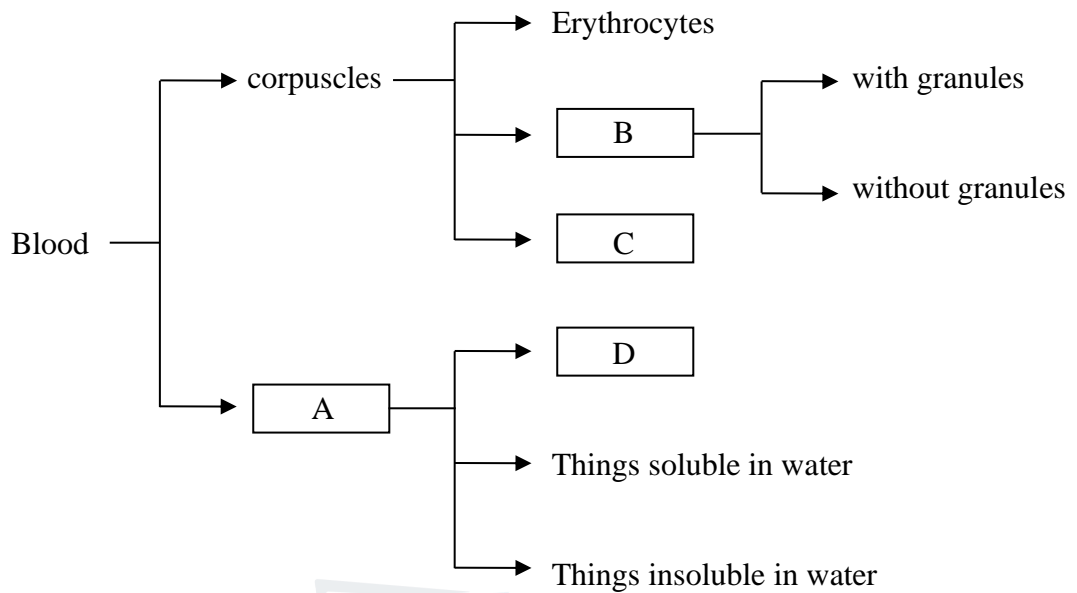 Erythrocytes
corpuscles
with granules
B
without granules
Blood
C
D
A
Things soluble in water
Things insoluble in water